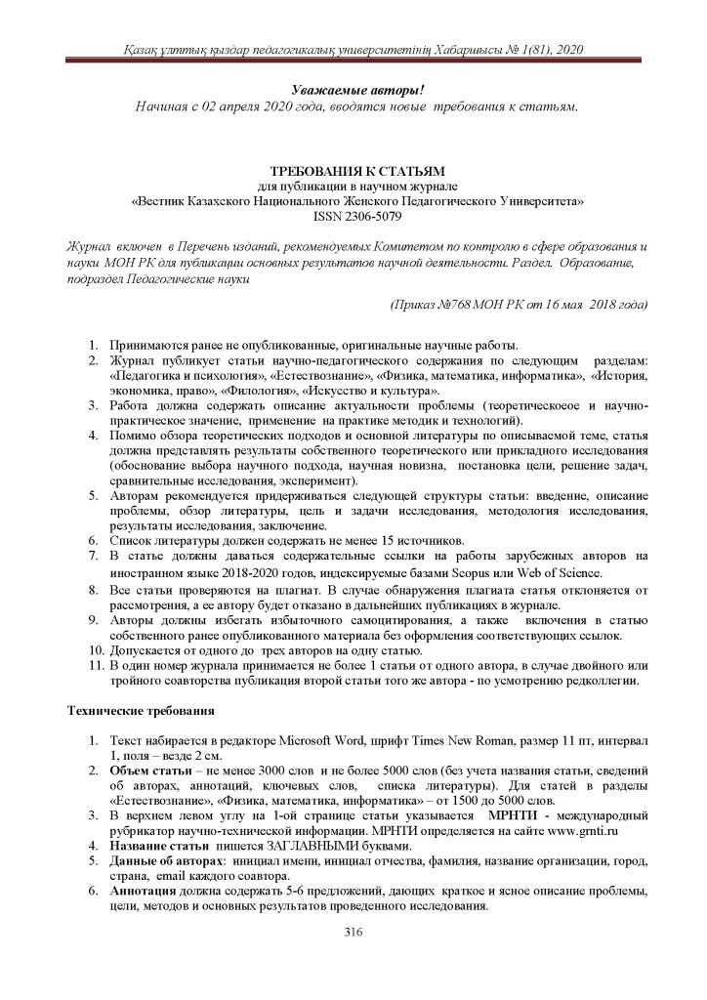 Қазақ ұлттық қыздар педагогикалық университетінің Хабаршысы № 1(81), 2020
Уважаемые авторы!
Начиная с 02 апреля 2020 года, вводятся новые требования к статьям.
ТРЕБОВАНИЯ К СТАТЬЯМ
для публикации в научном журнале
«Вестник Казахского Национального Женского Педагогического Университета»
ISSN 2306-5079
Журнал включен в Перечень изданий, рекомендуемых Комитетом по контролю в сфере образования и
науки МОН РК для публикации основных результатов научной деятельности. Раздел. Образование,
подраздел Педагогические науки
(Приказ №768 МОН РК от 16 мая 2018 года)
1. Принимаются ранее не опубликованные, оригинальные научные работы.
2. Журнал публикует статьи научно-педагогического содержания по следующим разделам:
«Педагогика и психология», «Естествознание», «Физика, математика, информатика», «История,
экономика, право», «Филология», «Искусство и культура».
3. Работа должна содержать описание актуальности проблемы (теоретическоеое и научно-
практическое значение, применение на практике методик и технологий).
4. Помимо обзора теоретических подходов и основной литературы по описываемой теме, статья
должна представлять результаты собственного теоретического или прикладного исследования
(обоснование выбора научного подхода, научная новизна, постановка цели, решение задач,
сравнительные исследования, эксперимент).
5. Авторам рекомендуется придерживаться следующей структуры статьи: введение, описание
проблемы, обзор литературы, цель и задачи исследования, методология исследования,
результаты исследования, заключение.
6. Список литературы должен содержать не менее 15 источников.
7. В статье должны даваться содержательные ссылки на работы зарубежных авторов на
иностранном языке 2018-2020 годов, индексируемые базами Scopus или Web of Science.
8. Все статьи проверяются на плагиат. В случае обнаружения плагиата статья отклоняется от
рассмотрения, а ее автору будет отказано в дальнейших публикациях в журнале.
9. Авторы должны избегать избыточного самоцитирования, а также включения в статью
собственного ранее опубликованного материала без оформления соответствующих ссылок.
10. Допускается от одного до трех авторов на одну статью.
11. В один номер журнала принимается не более 1 статьи от одного автора, в случае двойного или
тройного соавторства публикация второй статьи того же автора - по усмотрению редколлегии.
Технические требования
1. Текст набирается в редакторе Microsoft Word, шрифт Times New Roman, размер 11 пт, интервал
1, поля – везде 2 см.
2. Объем статьи – не менее 3000 слов и не более 5000 слов (без учета названия статьи, сведений
об авторах, аннотаций, ключевых слов, списка литературы). Для статей в разделы
«Естествознание», «Физика, математика, информатика» – от 1500 до 5000 слов.
3. В верхнем левом углу на 1-ой странице статьи указывается МРНТИ - международный
рубрикатор научно-технической информации. МРНТИ определяется на сайте www.grnti.ru
4. Название статьи пишется ЗАГЛАВНЫМИ буквами.
5. Данные об авторах: инициал имени, инициал отчества, фамилия, название организации, город,
страна, email каждого соавтора.
6. Аннотация должна содержать 5-6 предложений, дающих краткое и ясное описание проблемы,
цели, методов и основных результатов проведенного исследования.
316